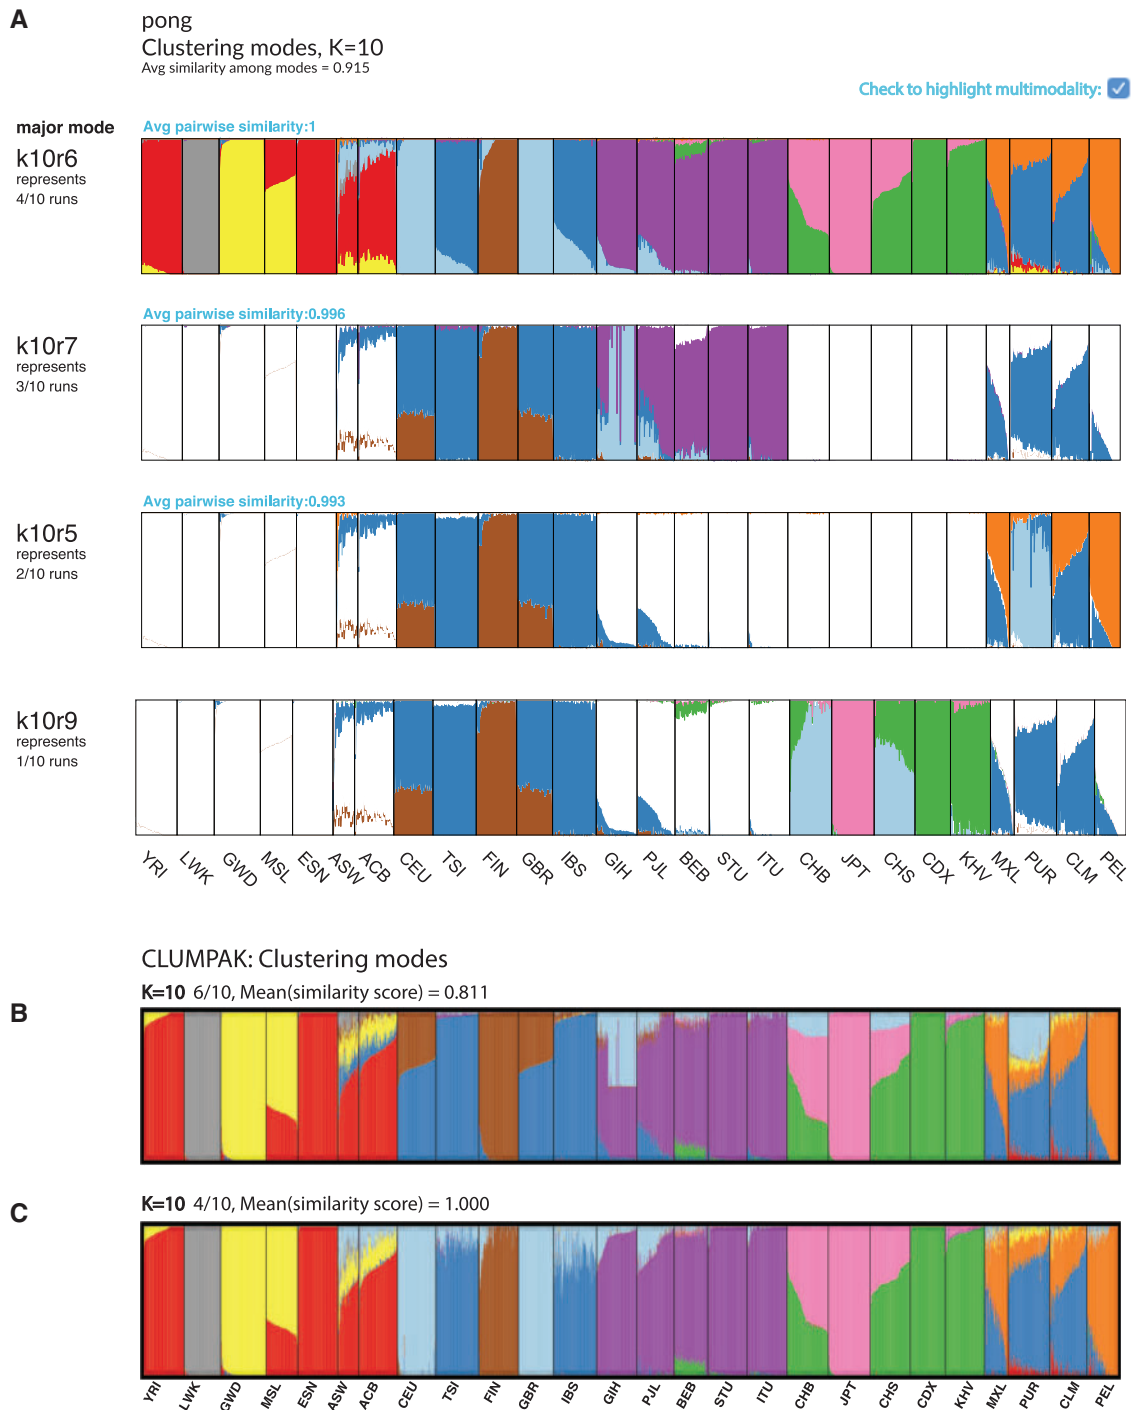 A
pong
Clustering modes, K=10
Avg similarity among modes = 0.915
Check to highlight multimodality:
major mode
Avg pairwise similarity:1
k10r6
represents
4/10 runs
Avg pairwise similarity:0.996
k10r7
represents
3/10 runs
Avg pairwise similarity:0.993
k10r5
represents
2/10 runs
k10r9
represents
1/10 runs
YRI LWK GWD MSL ESN ASW ACB CEU TSI FIN GBR IBS GIH PJL BEB STU ITU CHB JPT CHS CDX KHV MXL PUR CLM PEL
CLUMPAK: Clustering modes
K=10 6/10, Mean(similarity score) = 0.811
B
K=10 4/10, Mean(similarity score) = 1.000
C
YRI LWK GWD MSL ESN ASW ACB CEU TSI FIN GBR IBS GIH PJL BEB STU ITU CHB JPT CHS CDX KHV MXL PUR CLM PEL